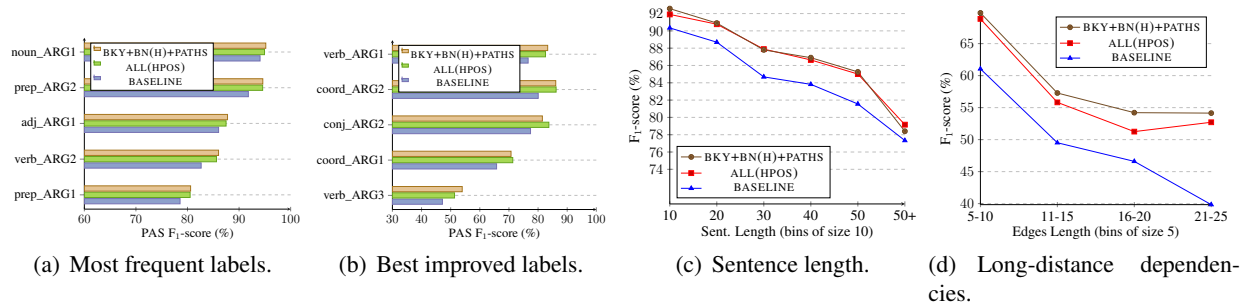 noun_ARG1
prep_ARG2
adj_ARG1
verb_ARG2
prep_ARG1
BKY+BN(H)+PATHS
ALL(HPOS)
BASELINE
60 70 80 90 100
PAS F1-score (%)
(a) Most frequent labels.
verb_ARG1
coord_ARG2
conj_ARG2
coord_ARG1
verb_ARG3
BKY+BN(H)+PATHS
ALL(HPOS)
BASELINE
30 40 50 60 70 80 90 100
PAS F1-score (%)
(b) Best improved labels.
F1-score (%)
92
90
88
86
84
82
80
78
76
74
BKY+BN(H)+PATHS
ALL(HPOS)
BASELINE
10 20 30 40 50 50+
Sent. Length (bins of size 10)
(c) Sentence length.
F1-score (%)
65
60
55
50
45
40
BKY+BN(H)+PATHS
ALL(HPOS)
BASELINE
5-10 11-15 16-20 21-25
Edges Length (bins of size 5)
(d) Long-distance dependen-
cies.